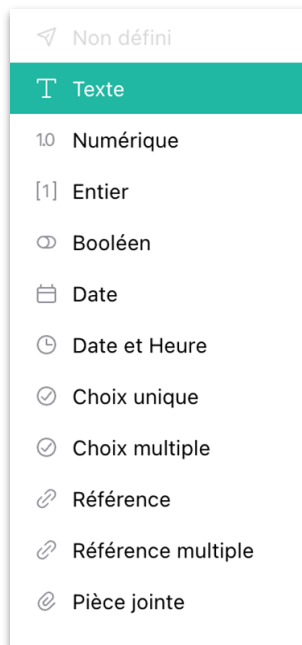 Non défini
Texte
1.0 Numérique
[1] Entier
Booléen
Date
Date et Heure
Choix unique
Choix multiple
Référence
Référence multiple
Pièce jointe